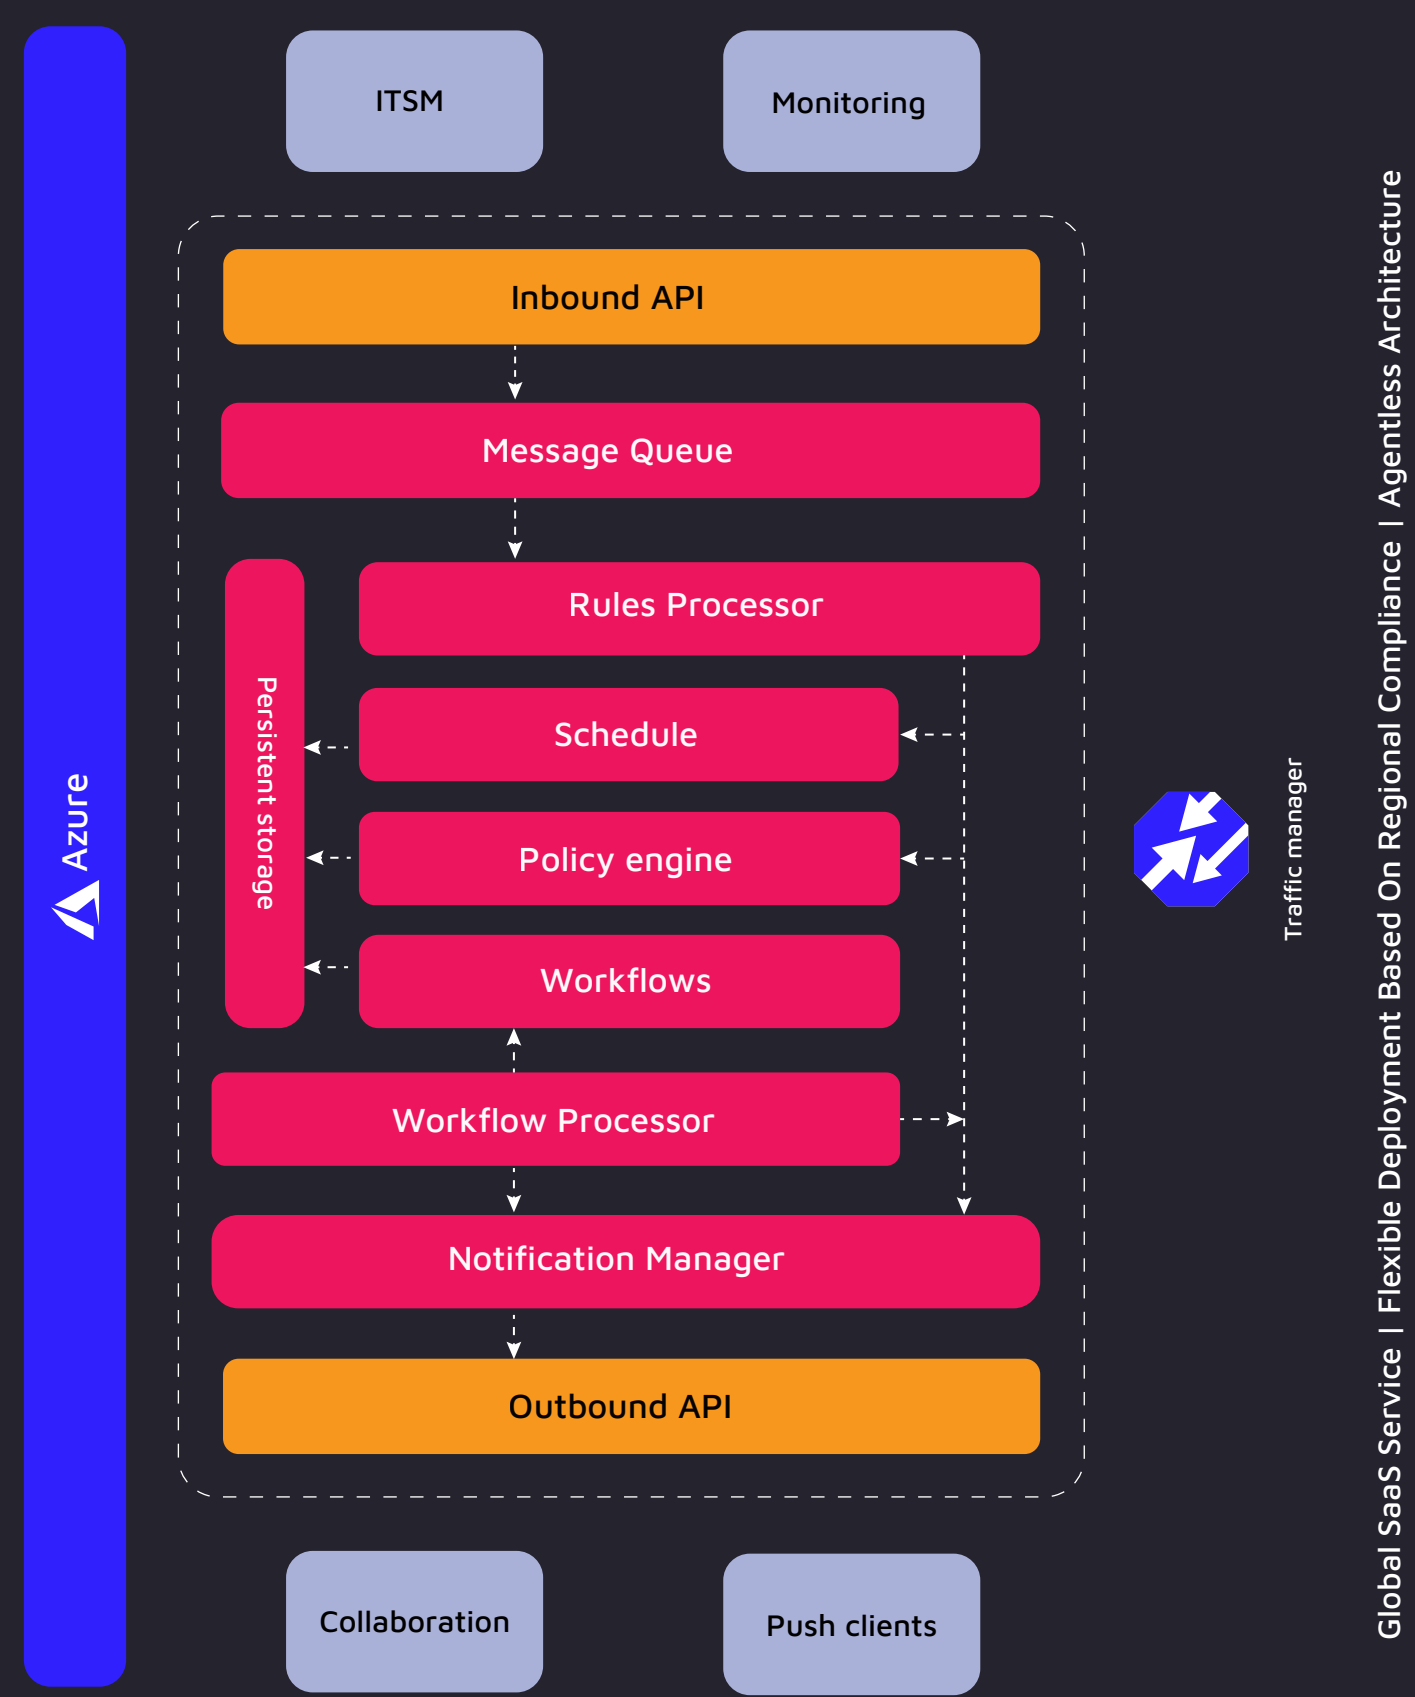 Azure
ITSM
Monitoring
Inbound API
Message Queue
Rules Processor
Persistent storage
Schedule
Policy engine
Workflows
Workflow Processor
Notification Manager
Outbound API
Collaboration
Push clients
Traffic manager
Global SaaS Service | Flexible Deployment Based On Regional Compliance | Agentless Architecture